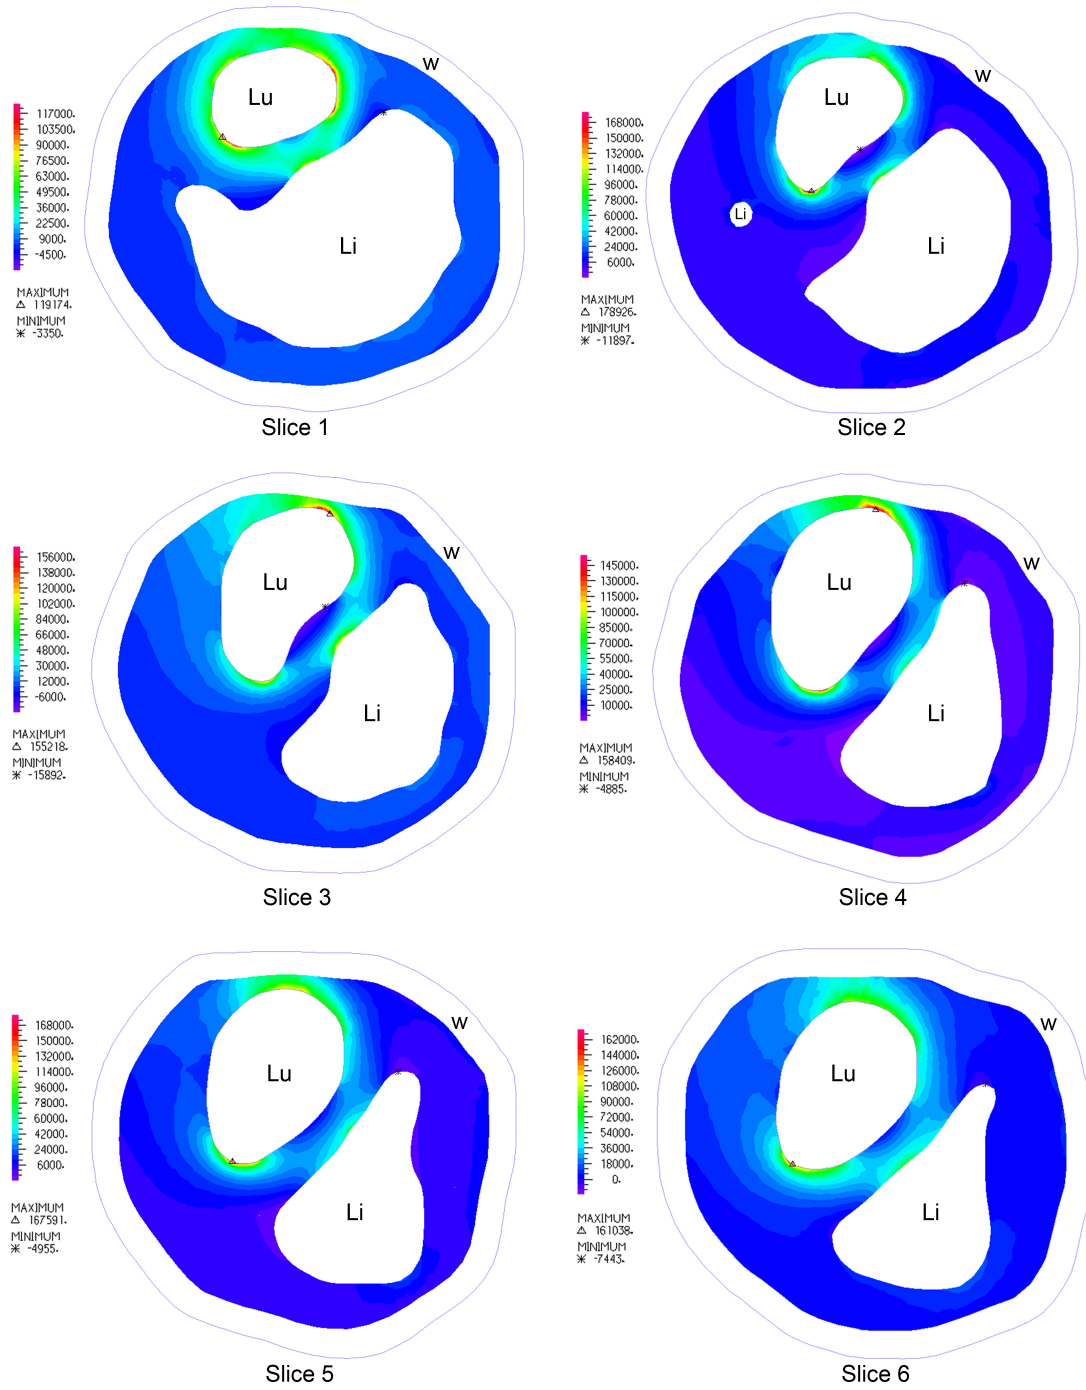 W
Lu
Li
117000.
103500.
90000.
76500.
63000.
49500.
36000.
22500.
9000.
-4500.
MAXIMUM
△ 119174.
MINIMUM
✳ -3350.
Slice 1
W
Lu
Li
Li
168000.
150000.
132000.
114000.
96000.
78000.
60000.
42000.
24000.
6000.
MAXIMUM
△ 178926.
MINIMUM
✳ -11897.
Slice 2
W
Lu
Li
156000.
138000.
120000.
102000.
84000.
66000.
48000.
30000.
12000.
-6000.
MAXIMUM
△ 155218.
MINIMUM
✳ -15892.
Slice 3
W
Lu
Li
145000.
130000.
115000.
100000.
85000.
70000.
55000.
40000.
25000.
10000.
MAXIMUM
△ 158409.
MINIMUM
✳ -4885.
Slice 4
W
Lu
Li
168000.
150000.
132000.
114000.
96000.
78000.
60000.
42000.
24000.
6000.
MAXIMUM
△ 167591.
MINIMUM
✳ -4955.
Slice 5
W
Lu
Li
162000.
144000.
126000.
108000.
90000.
72000.
54000.
36000.
18000.
0.
MAXIMUM
△ 161038.
MINIMUM
✳ -7443.
Slice 6